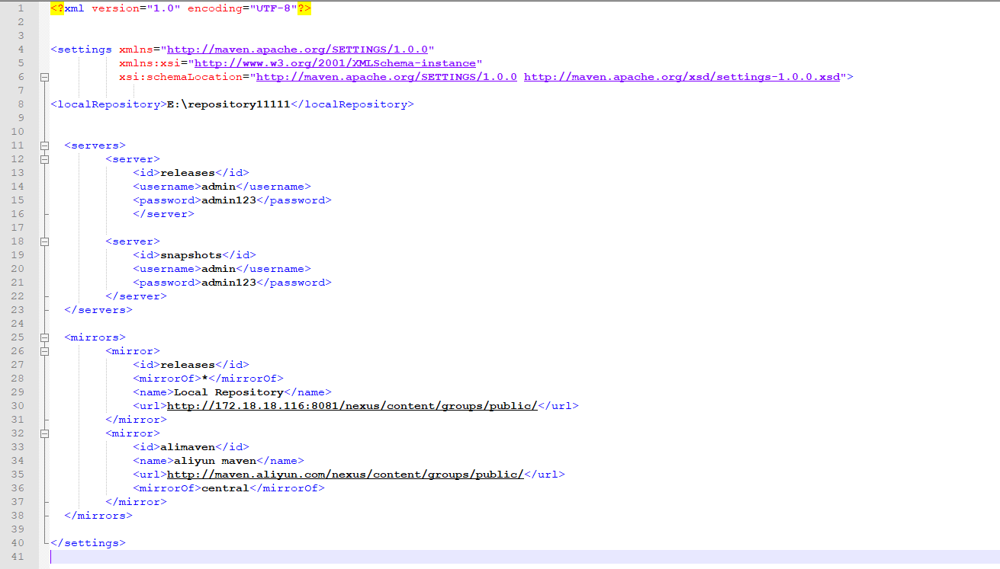 1 <?xml version="1.0" encoding="UTF-8"?>
2
3
4 <settings xmlns="http://maven.apache.org/SETTINGS/1.0.0"
5 xmlns:xsi="http://www.w3.org/2001/XMLSchema-instance"
6 xsi:schemaLocation="http://maven.apache.org/SETTINGS/1.0.0 http://maven.apache.org/xsd/settings-1.0.0.xsd">
7
8 <localRepository>E:\repository11111</localRepository>
9
10
11 <servers>
12 <server>
13 <id>releases</id>
14 <username>admin</username>
15 <password>admin123</password>
16 </server>
17
18 <server>
19 <id>snapshots</id>
20 <username>admin</username>
21 <password>admin123</password>
22 </server>
23 </servers>
24
25 <mirrors>
26 <mirror>
27 <id>releases</id>
28 <mirrorOf>*</mirrorOf>
29 <name>Local Repository</name>
30 <url>http://172.18.18.116:8081/nexus/content/groups/public/</url>
31 </mirror>
32 <mirror>
33 <id>alimaven</id>
34 <name>aliyun maven</name>
35 <url>http://maven.aliyun.com/nexus/content/groups/public/</url>
36 <mirrorOf>central</mirrorOf>
37 </mirror>
38 </mirrors>
39
40 </settings>
41